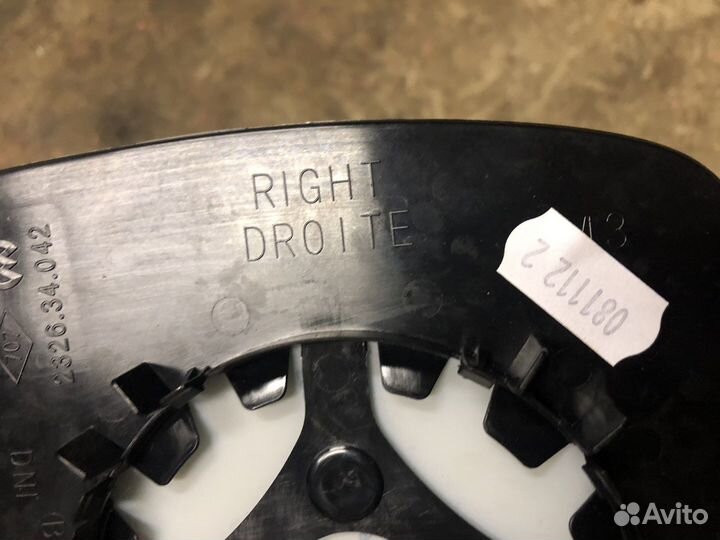 RIGHT
DROITE
A3
2326.34.042
081112 2
Avito